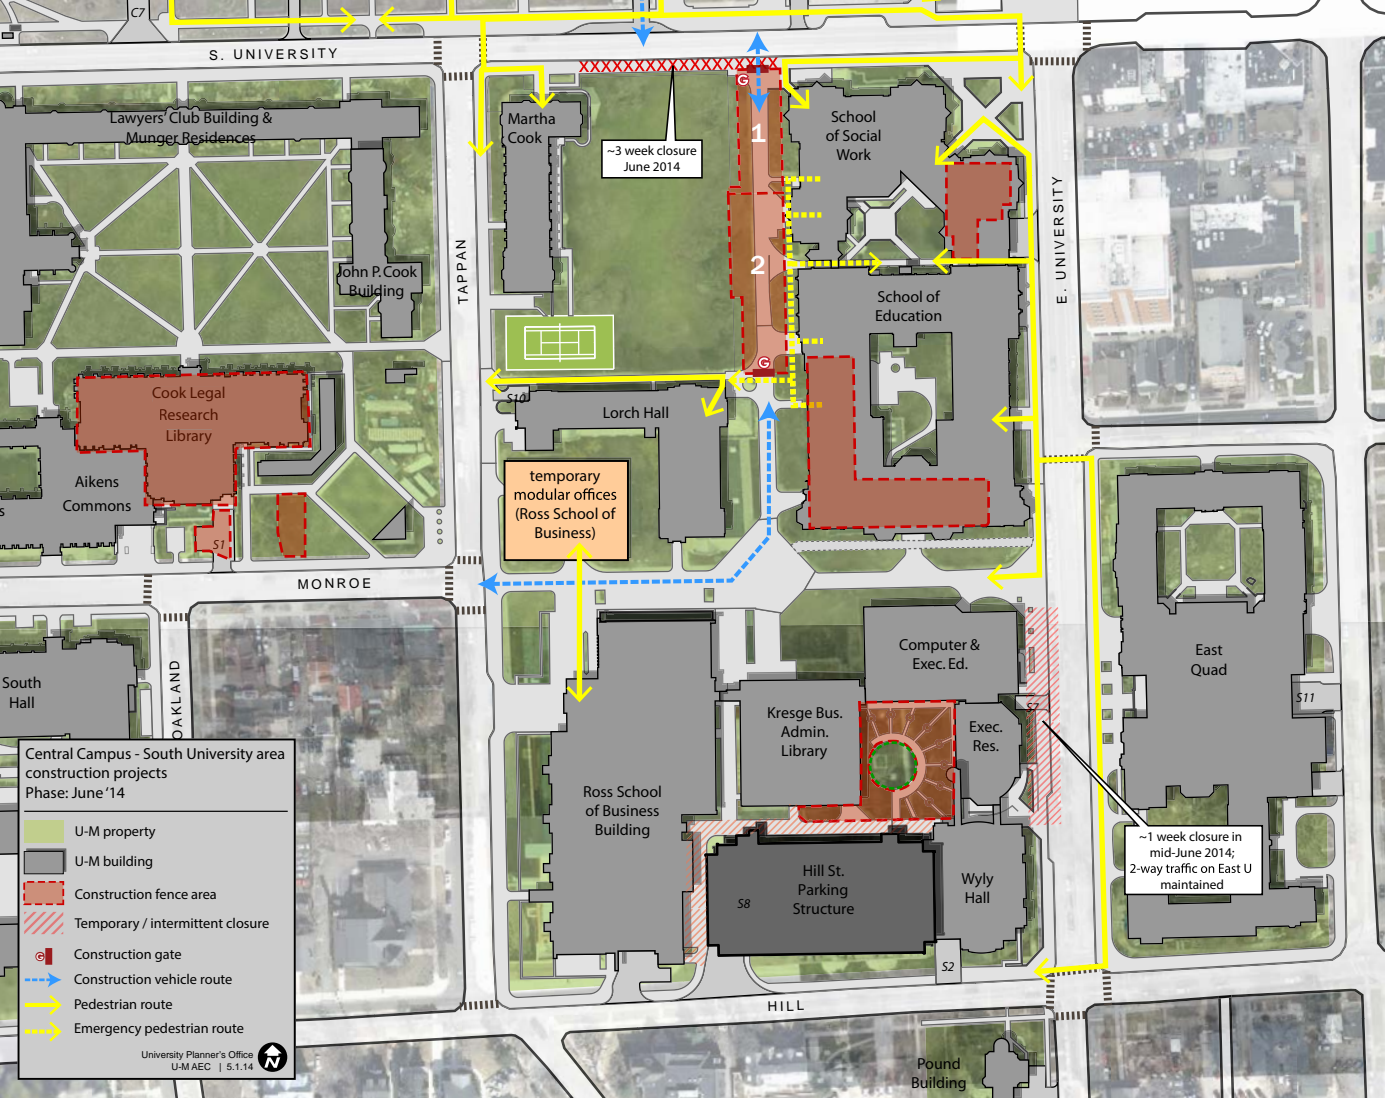 C7
S. UNIVERSITY
Lawyers' Club Building &
Munger Residences
Martha
Cook
G
1
School
of Social
Work
~3 week closure
June 2014
TAPPAN
E. UNIVERSITY
John P. Cook
Building
2
School of
Education
G
Cook Legal
Research
Library
S10
Lorch Hall
Aikens
Commons
s
S1
temporary
modular offices
(Ross School of
Business)
MONROE
OAKLAND
South
Hall
Computer &
Exec. Ed.
East
Quad
S11
S7
Kresge Bus.
Admin.
Library
Exec.
Res.
Ross School
of Business
Building
~1 week closure in
mid-June 2014;
2-way traffic on East U
maintained
Hill St.
Parking
Structure
S8
Wyly
Hall
S2
HILL
Pound
Building
Central Campus - South University area
construction projects
Phase: June '14
U-M property
U-M building
Construction fence area
Temporary / intermittent closure
G
Construction gate
Construction vehicle route
Pedestrian route
Emergency pedestrian route
University Planner's Office
U-M AEC | 5.1.14
N